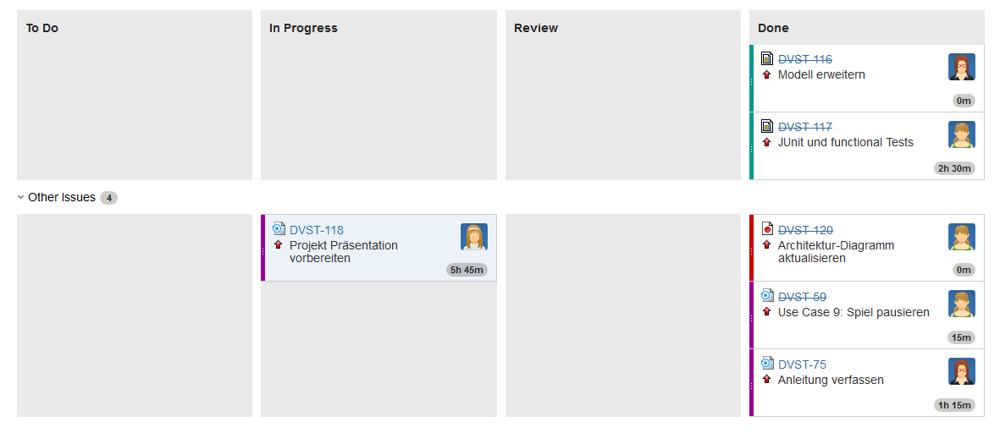 To Do
In Progress
Review
Done
DVST-116
Modell erweitern
0m
DVST-117
JUnit und functional Tests
2h 30m
Other Issues 4
DVST-118
Projekt Präsentation
vorbereiten
5h 45m
DVST-120
Architektur-Diagramm
aktualisieren
0m
DVST-59
Use Case 9: Spiel pausieren
15m
DVST-75
Anleitung verfassen
1h 15m